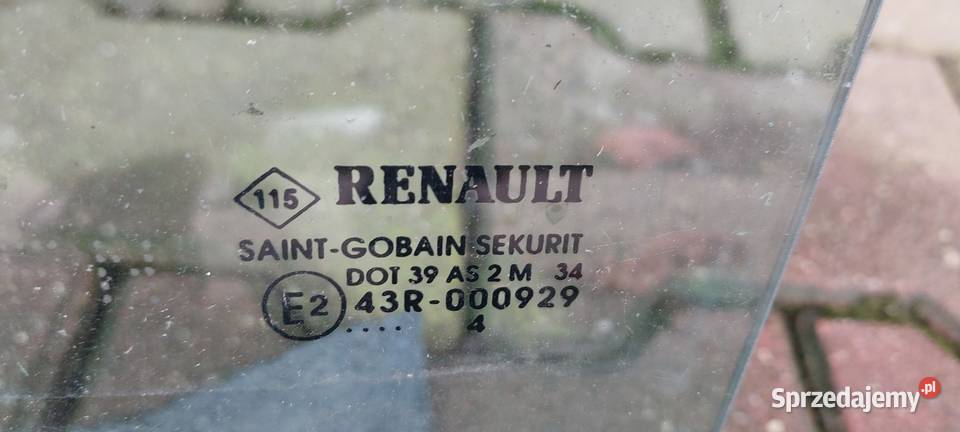 115 RENAULT
SAINT-GOBAIN SEKURIT
DOT 39 AS 2 M 34
E2 43R-000929
.... 4
Sprzedajemy.pl